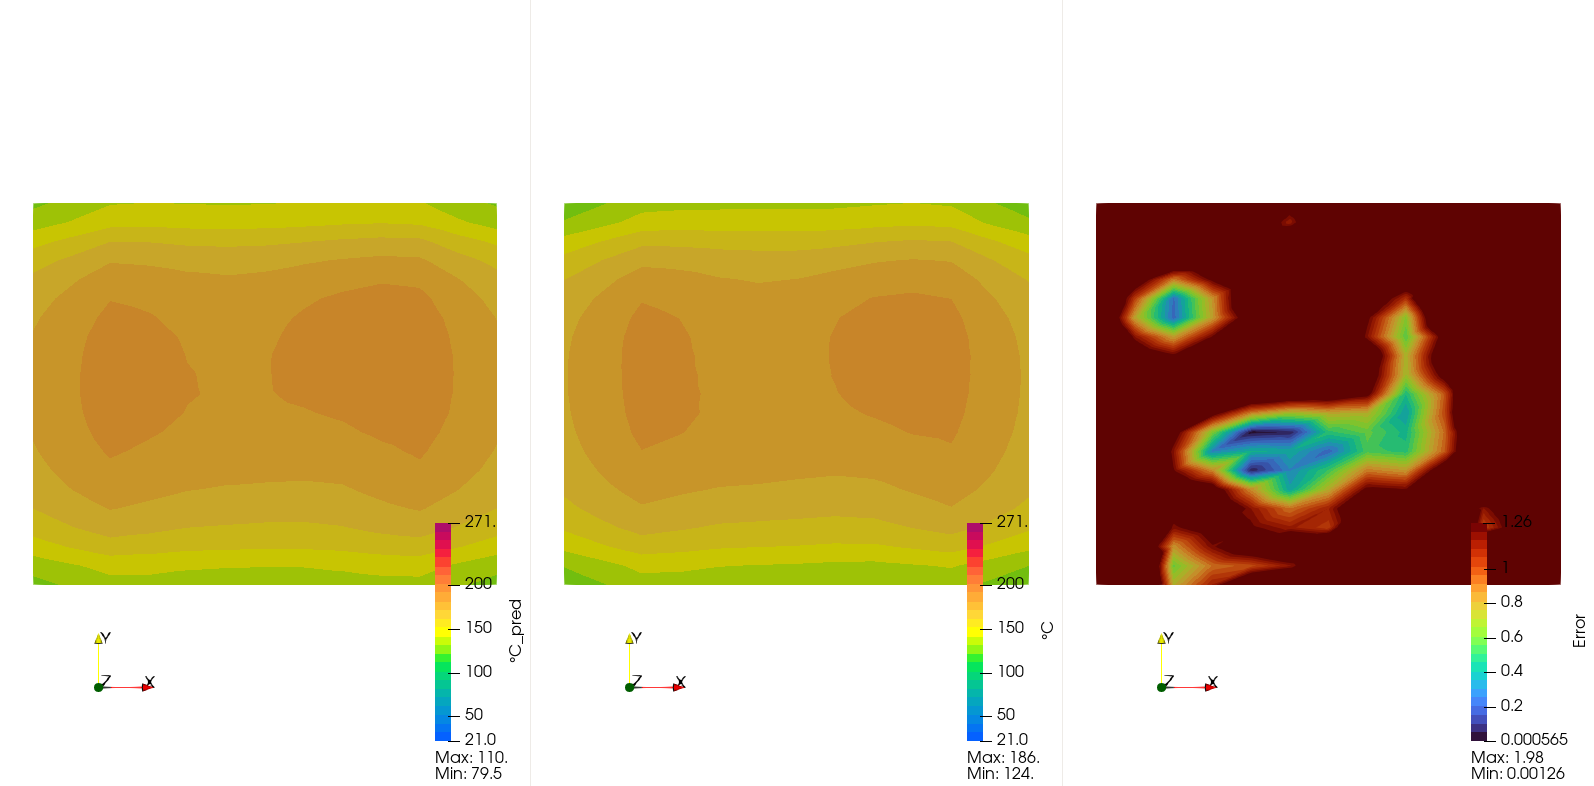 271.
200
150
100
50
21.0
°C_pred
Max: 110.
Min: 79.5
Y
Z
X
271.
200
150
100
50
21.0
°C
Max: 186.
Min: 124.
Y
Z
X
1.26
1
0.8
0.6
0.4
0.2
0.000565
Error
Max: 1.98
Min: 0.00126
Y
Z
X